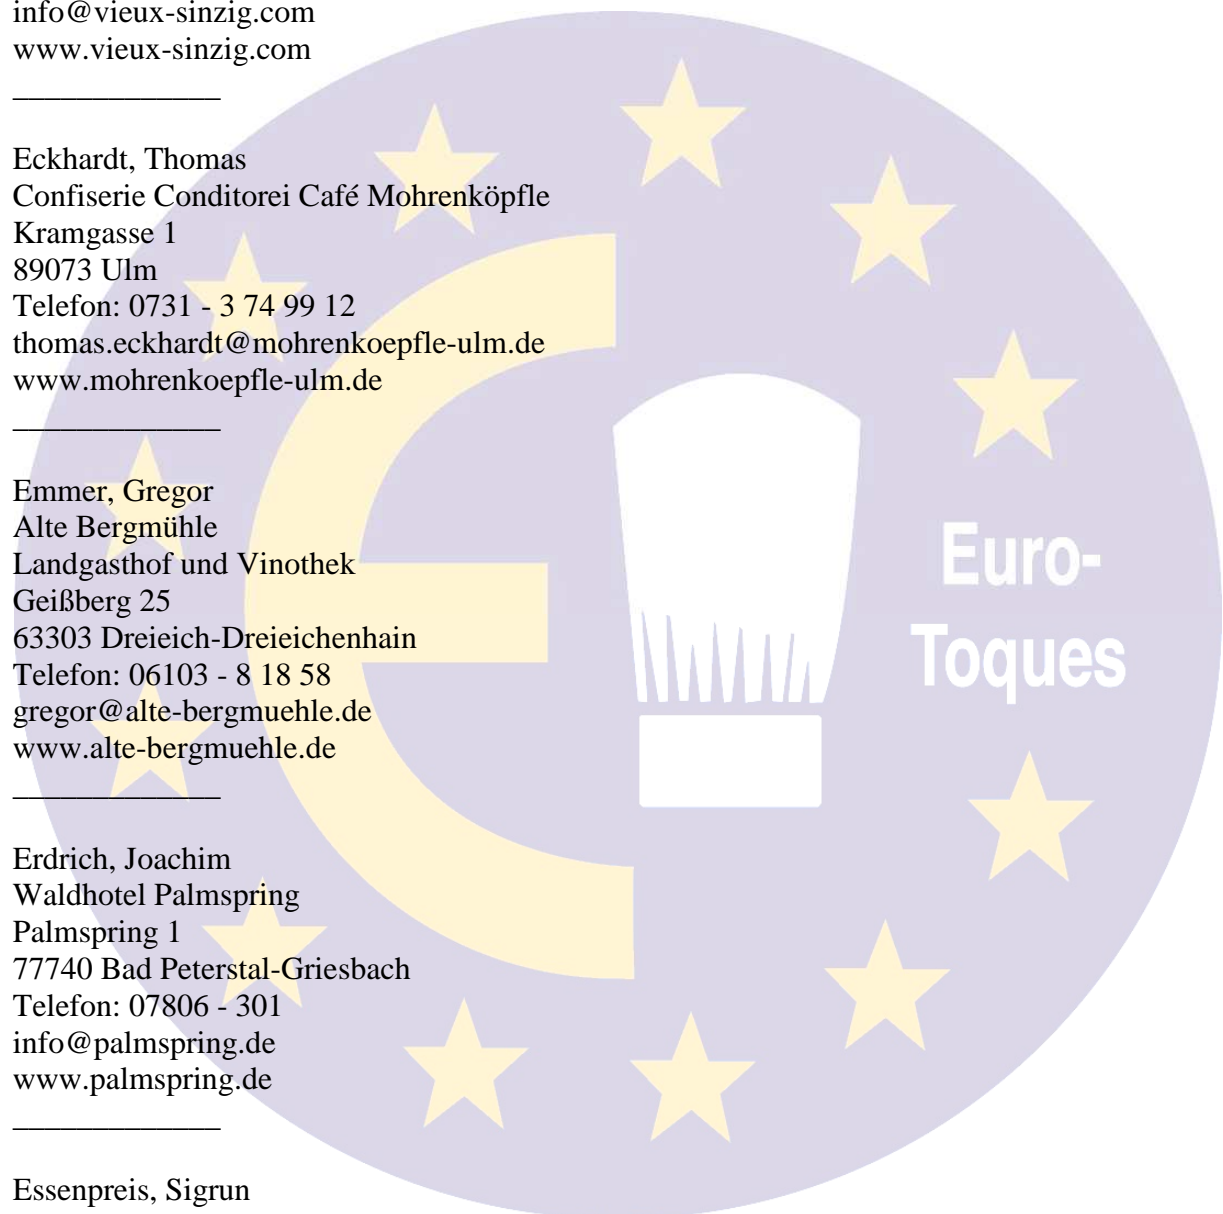 info@vieux-sinzig.com
www.vieux-sinzig.com
_____________
Eckhardt, Thomas
Confiserie Conditorei Café Mohrenköpfle
Kramgasse 1
89073 Ulm
Telefon: 0731 - 3 74 99 12
thomas.eckhardt@mohrenkoepfle-ulm.de
www.mohrenkoepfle-ulm.de
_____________
Emmer, Gregor
Alte Bergmühle
Landgasthof und Vinothek
Geißberg 25
63303 Dreieich-Dreieichenhain
Telefon: 06103 - 8 18 58
gregor@alte-bergmuehle.de
www.alte-bergmuehle.de
_____________
Erdrich, Joachim
Waldhotel Palmspring
Palmspring 1
77740 Bad Peterstal-Griesbach
Telefon: 07806 - 301
info@palmspring.de
www.palmspring.de
_____________
Essenpreis, Sigrun
Euro-
Toques